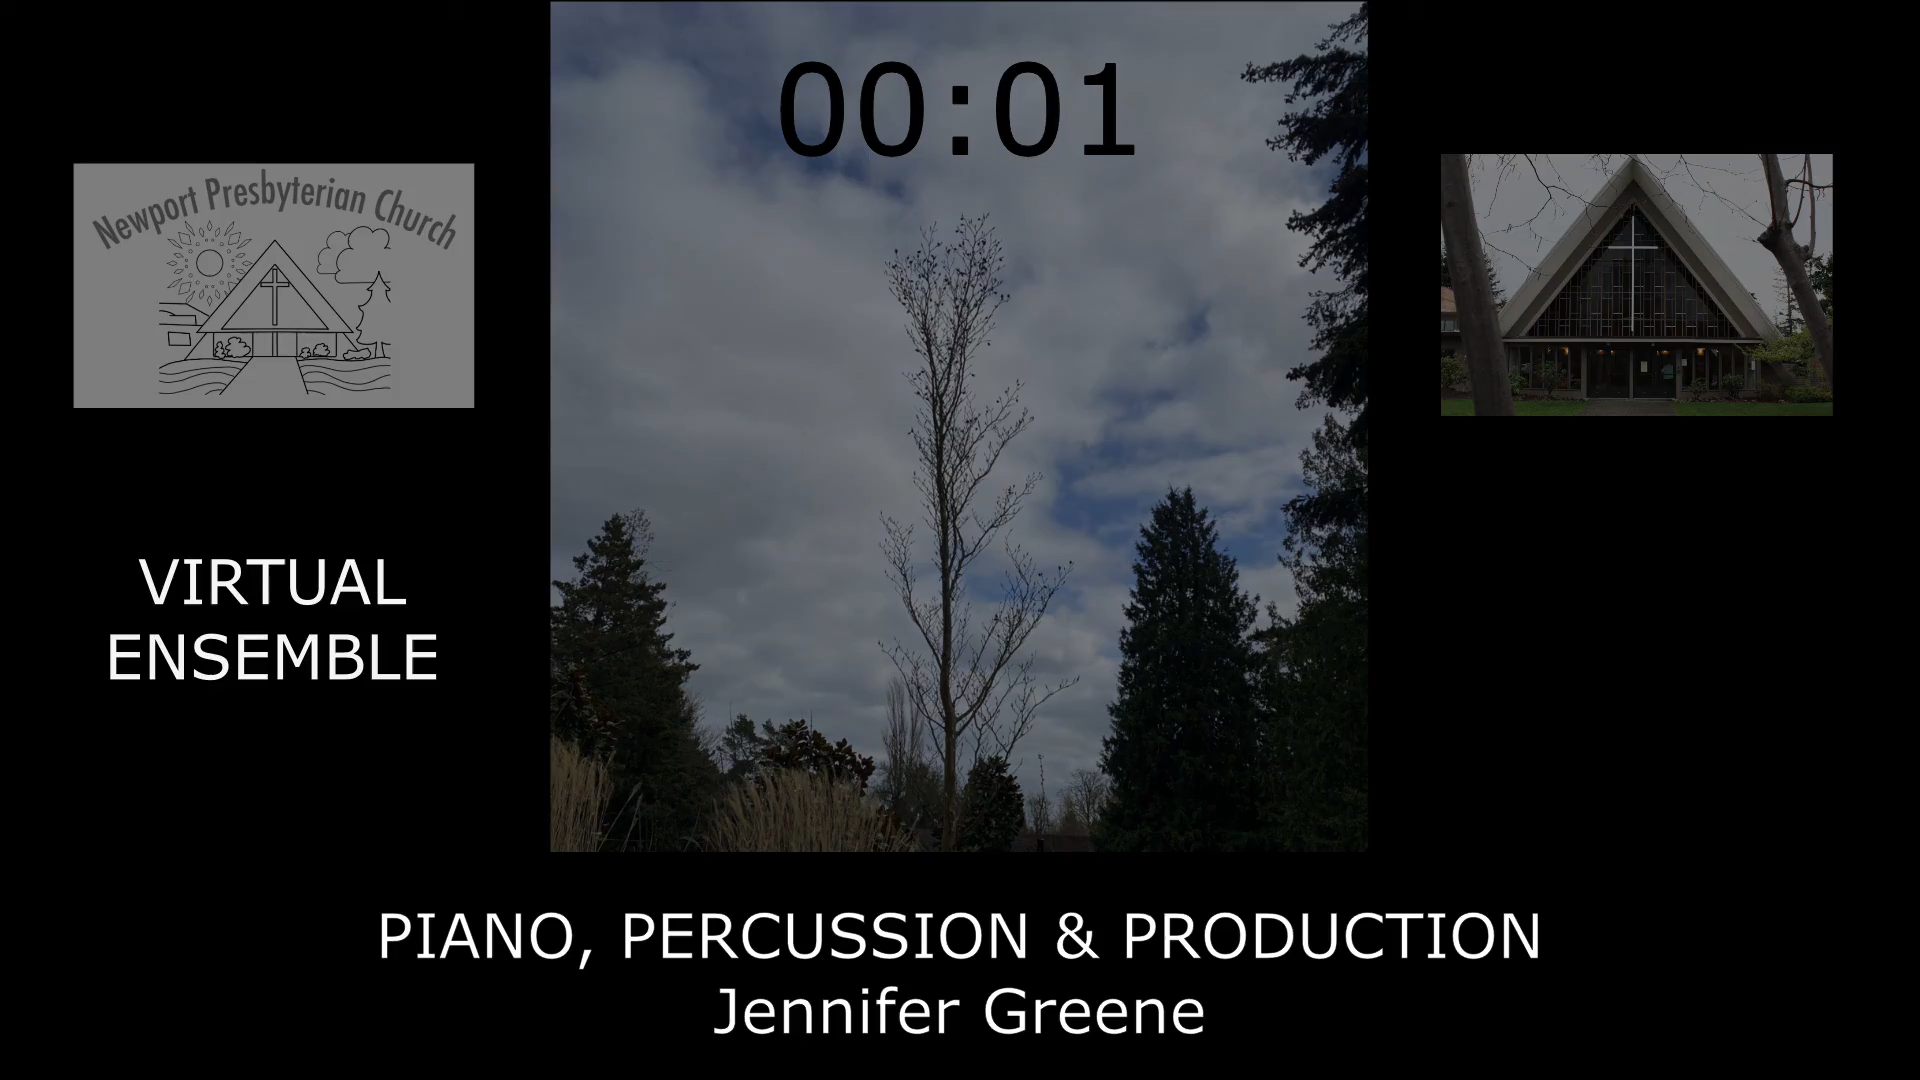 00:01
Newport Presbyterian Church
VIRTUAL
ENSEMBLE
PIANO, PERCUSSION & PRODUCTION
Jennifer Greene